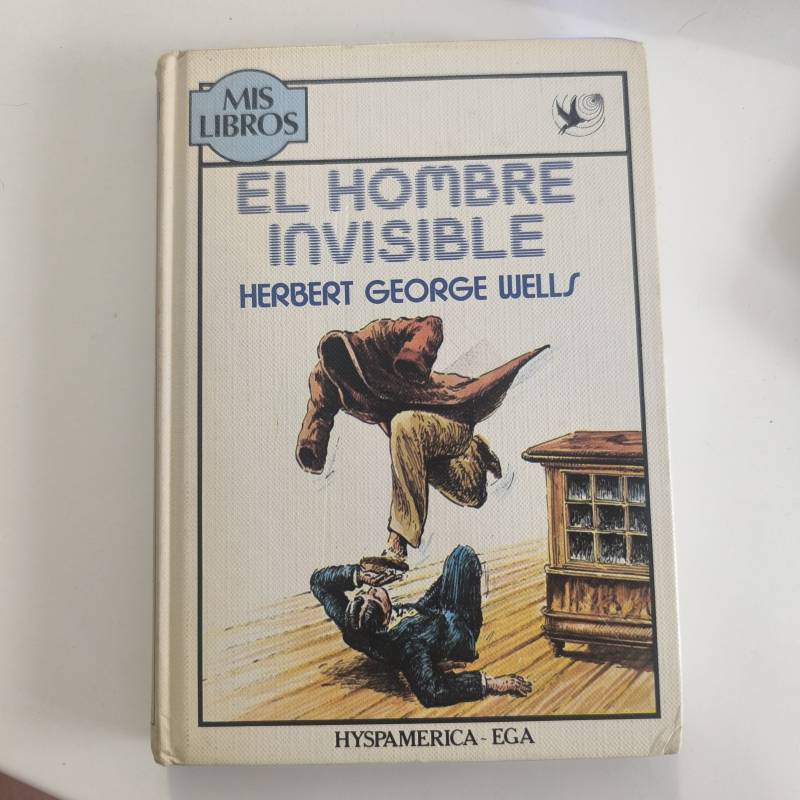 MIS
LIBROS
EL HOMBRE
INVISIBLE
HERBERT GEORGE WELLS
HYSPAMERICA - EGA